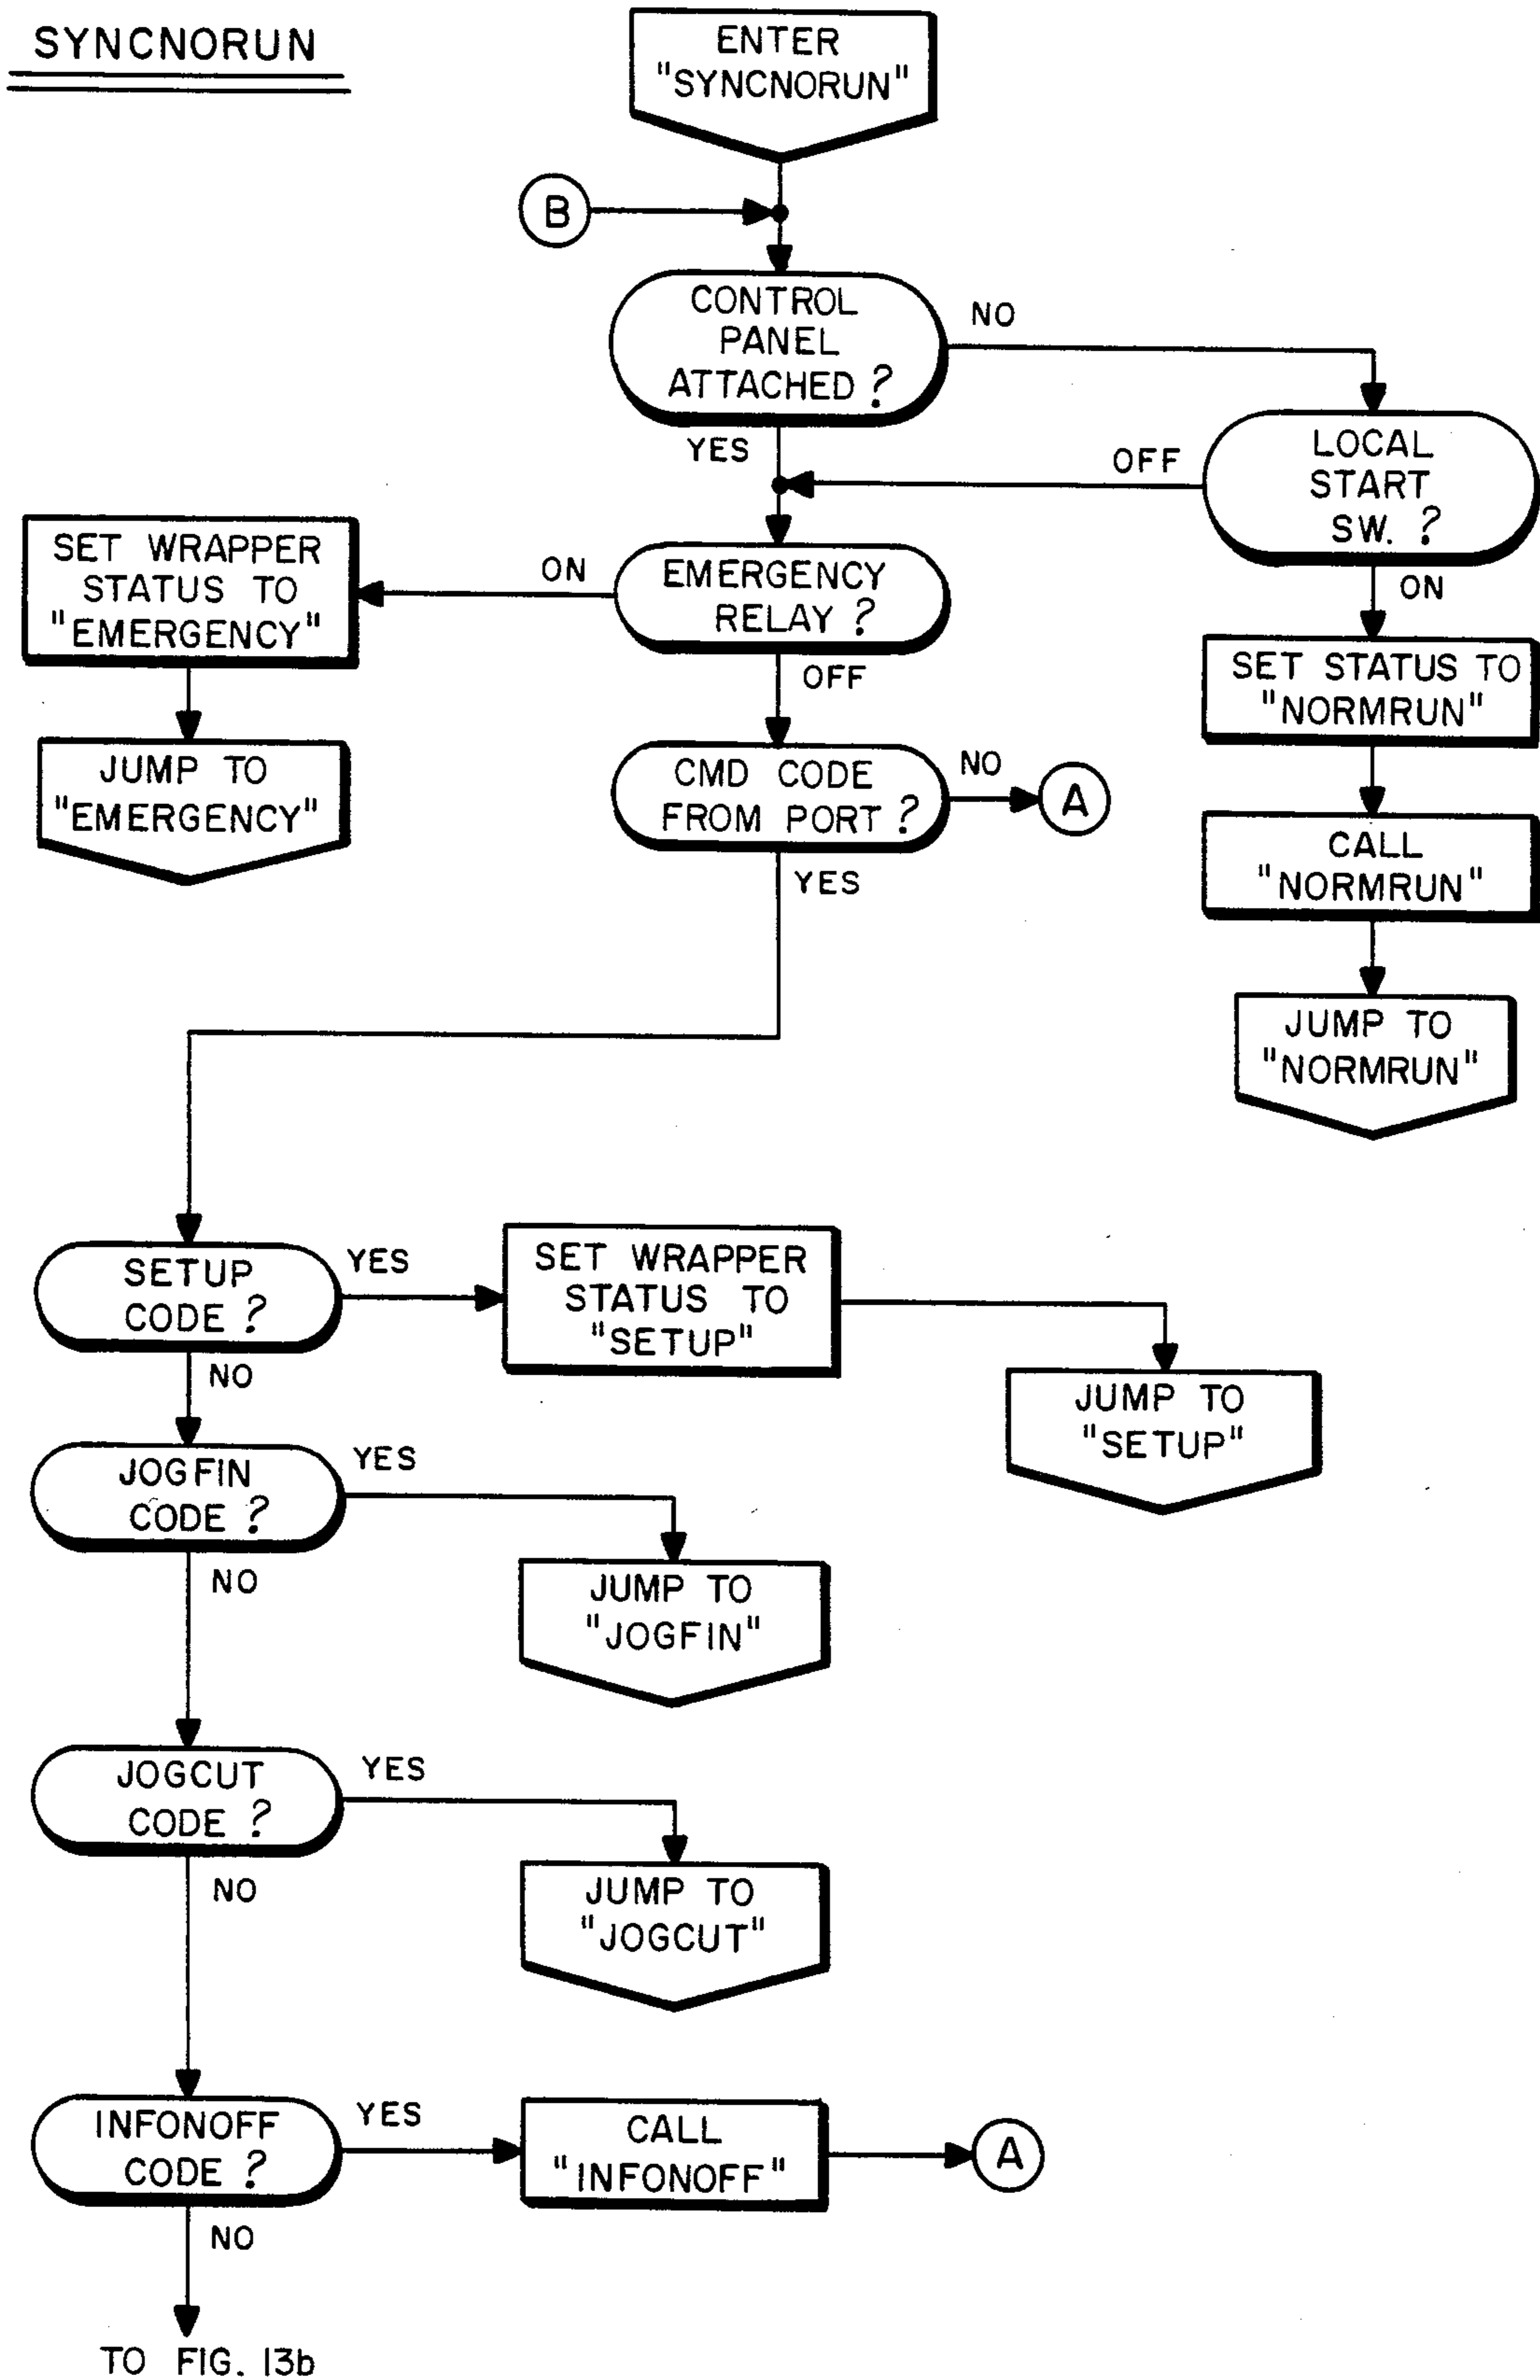 SYNCNORUN
ENTER
"SYNCNORUN"
B
CONTROL
PANEL
ATTACHED ?
NO
YES
LOCAL
START
SW. ?
OFF
ON
SET WRAPPER
STATUS TO
"EMERGENCY"
ON
EMERGENCY
RELAY ?
OFF
SET STATUS TO
"NORMRUN"
JUMP TO
"EMERGENCY"
CMD CODE
FROM PORT ?
NO
A
YES
CALL
"NORMRUN"
JUMP TO
"NORMRUN"
SETUP
CODE ?
YES
SET WRAPPER
STATUS TO
"SETUP"
NO
JUMP TO
"SETUP"
JOGFIN
CODE ?
YES
NO
JUMP TO
"JOGFIN"
JOGCUT
CODE ?
YES
NO
JUMP TO
"JOGCUT"
INFONOFF
CODE ?
YES
CALL
"INFONOFF"
A
NO
TO FIG. 13b